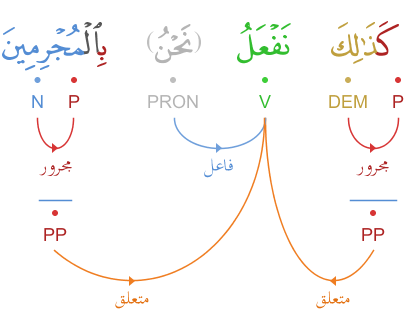 كَذَٰلِكَ نَفْعَلُ (نَحْنُ) بِٱلْمُجْرِمِينَ
P DEM V PRON P N
مجرور فاعل مجرور
PP PP
متعلق متعلق